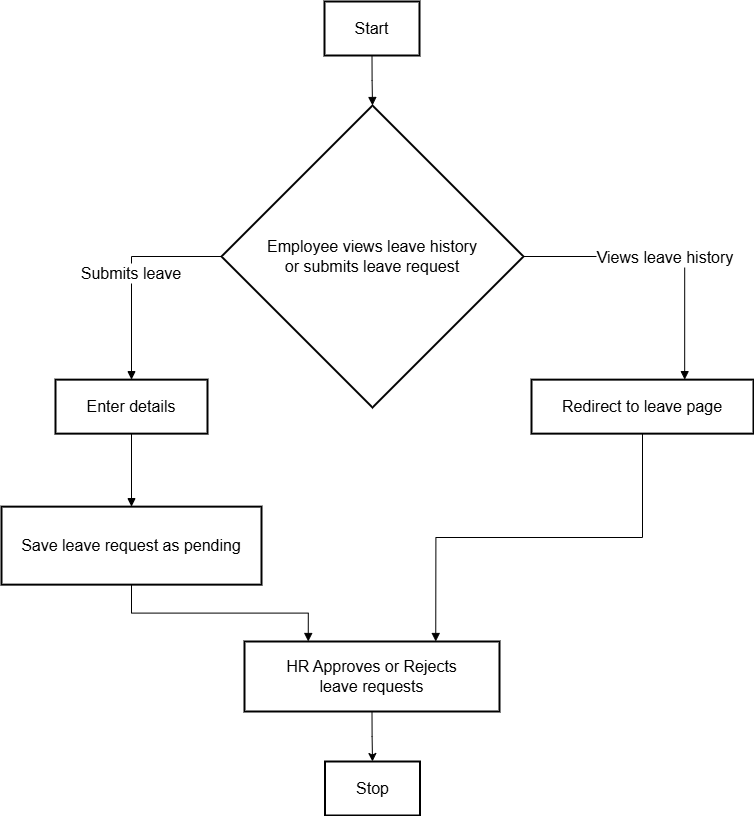 Start
Employee views leave history
or submits leave request
Submits leave
Views leave history
Enter details
Redirect to leave page
Save leave request as pending
HR Approves or Rejects
leave requests
Stop